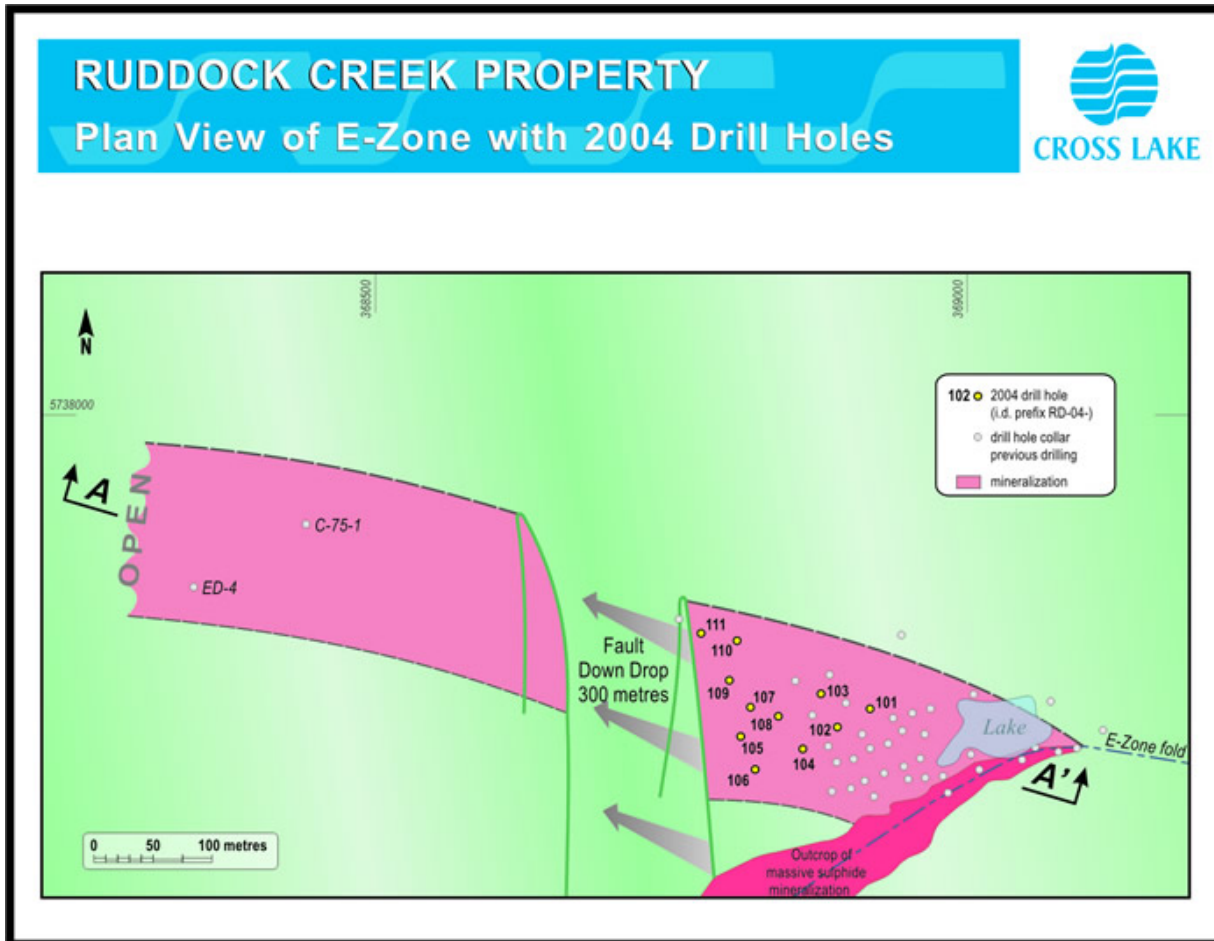 RUDDOCK CREEK PROPERTY
Plan View of E-Zone with 2004 Drill Holes
CROSS LAKE
368500
369000
N
5738000
102
2004 drill hole
(i.d. prefix RD-04-)
drill hole collar
previous drilling
mineralization
A
OPEN
C-75-1
ED-4
Fault
Down Drop
300 metres
111
110
109
107
108
105
106
103
101
102
104
Lake
E-Zone fold
A'
Outcrop of
massive sulphide
mineralization
0 50 100 metres